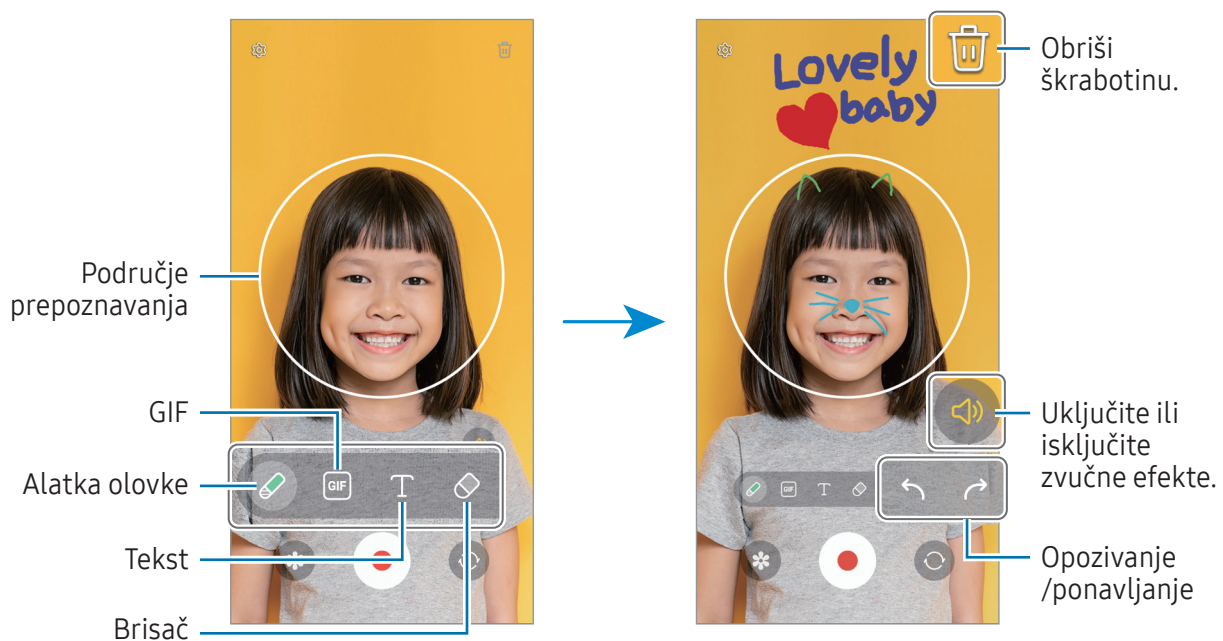 Lovely
baby
Obriši
škrabotinu.
Područje
prepoznavanja
GIF
Alatka olovke
GIF
GIF
Tekst
Brisač
Uključite ili
isključite
zvučne efekte.
Opozivanje
/ponavljanje